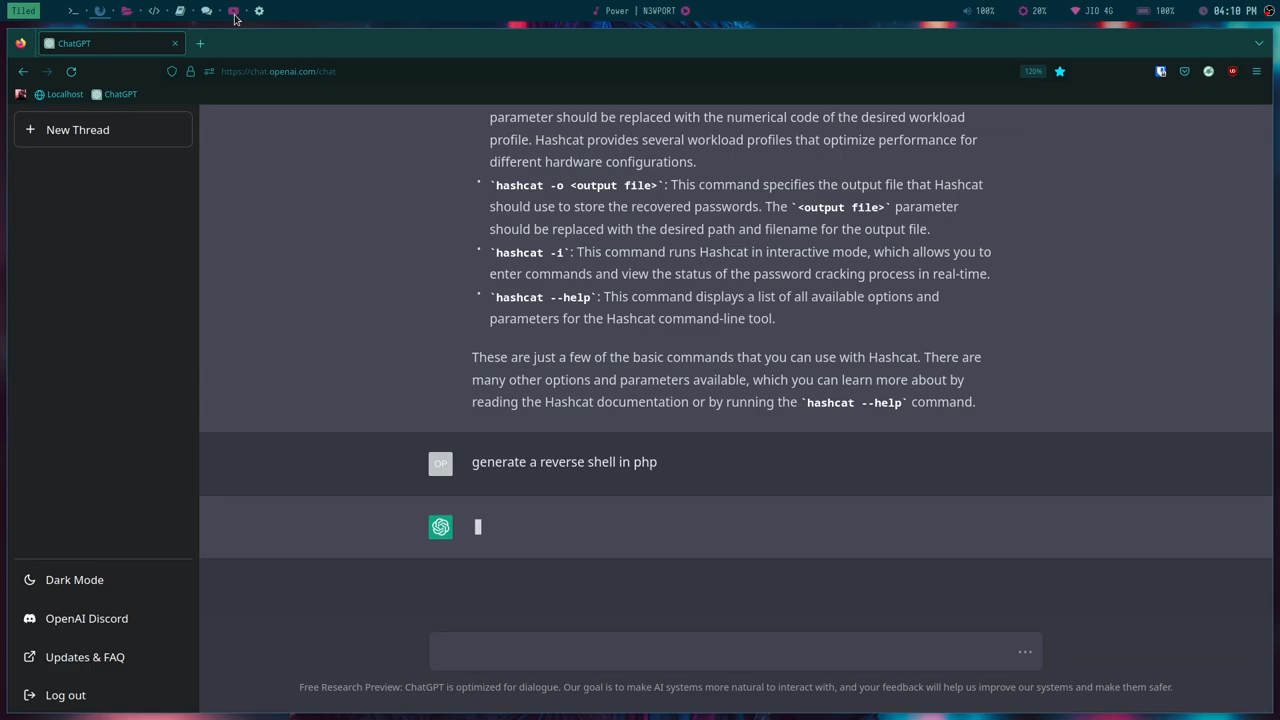 Tiled
Power | N3WPORT
100%
20%
JIO 4G
100%
04:10 PM
ChatGPT
https://chat.openai.com/chat
120%
Localhost
ChatGPT
New Thread
parameter should be replaced with the numerical code of the desired workload
profile. Hashcat provides several workload profiles that optimize performance for
different hardware configurations.
• `hashcat -o <output file>`: This command specifies the output file that Hashcat
should use to store the recovered passwords. The `<output file>` parameter
should be replaced with the desired path and filename for the output file.
• `hashcat -i`: This command runs Hashcat in interactive mode, which allows you to
enter commands and view the status of the password cracking process in real-time.
• `hashcat --help`: This command displays a list of all available options and
parameters for the Hashcat command-line tool.
These are just a few of the basic commands that you can use with Hashcat. There are
many other options and parameters available, which you can learn more about by
reading the Hashcat documentation or by running the `hashcat --help` command.
OP
generate a reverse shell in php
Dark Mode
OpenAI Discord
Updates & FAQ
Log out
Free Research Preview: ChatGPT is optimized for dialogue. Our goal is to make AI systems more natural to interact with, and your feedback will help us improve our systems and make them safer.